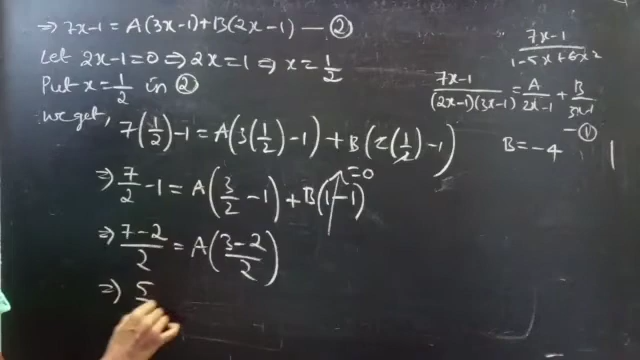 ⇒ 7x-1 = A(3x-1)+B(2x-1) — ②
Let 2x-1=0 ⇒ 2x=1 ⇒ x=1/2
Put x=1/2 in ②
we get, 7(1/2)-1 = A(3(1/2)-1) + B(2(1/2)-1)
⇒ 7/2 -1 = A(3/2 -1) + B(1-1) =0
⇒ (7-2)/2 = A((3-2)/2)
⇒ 5
(7x-1)/(1-5x+6x²)
(7x-1)/((2x-1)(3x-1)) = A/(2x-1) + B/(3x-1)
—①
B=-4